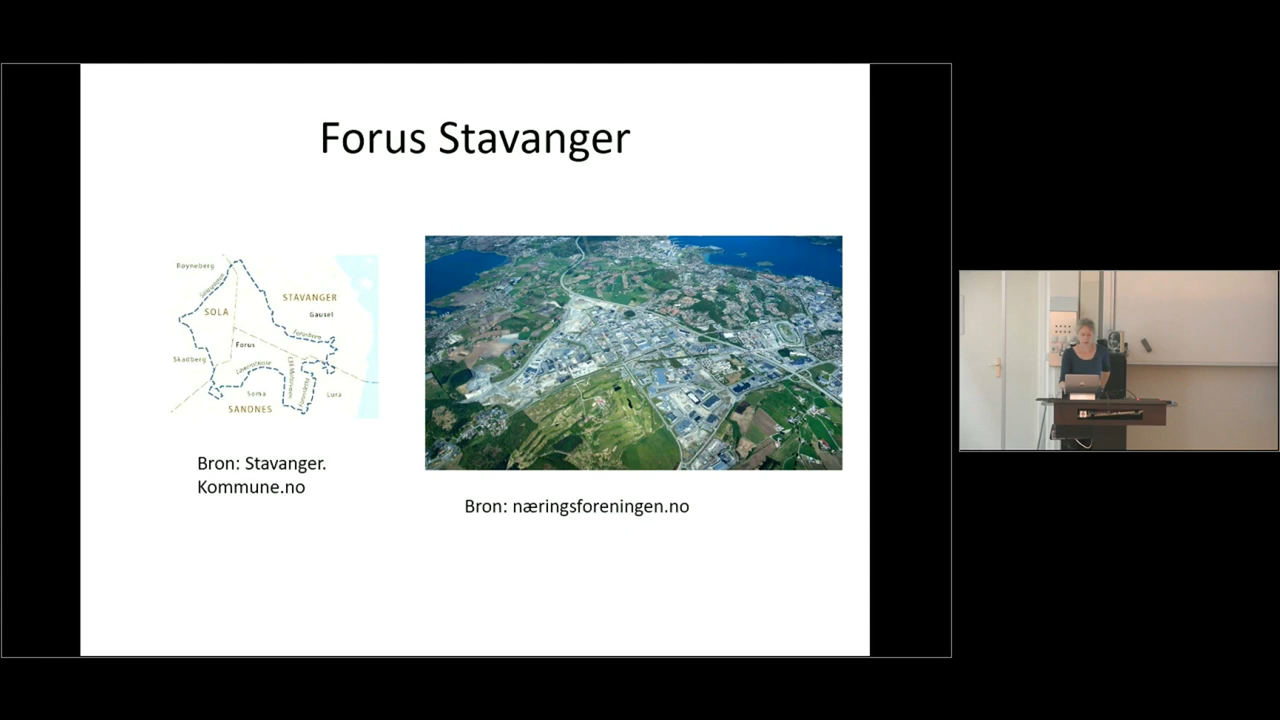 Forus Stavanger
Røyneberg
STAVANGER
SOLA
Gausel
Forus
Skadberg
Soma
Lura
SANDNES
Bron: Stavanger.
Kommune.no
Bron: næringsforeningen.no